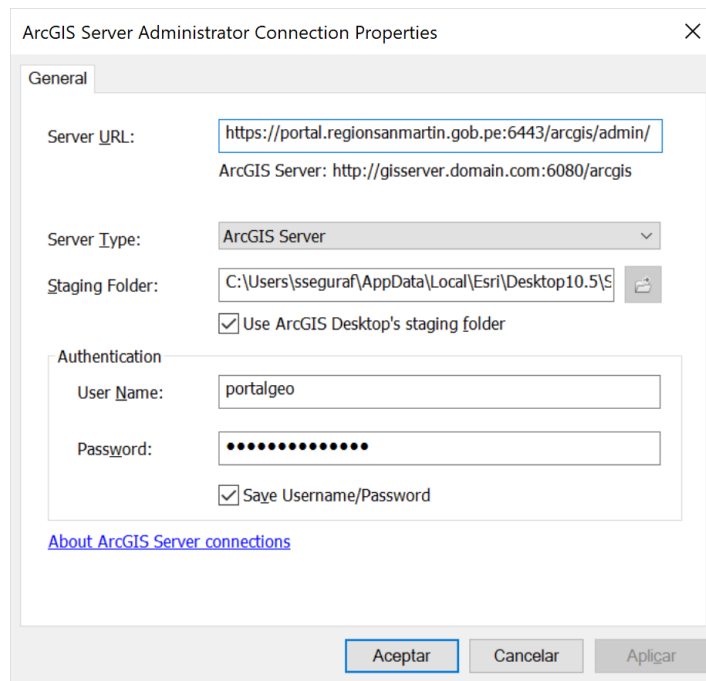 ArcGIS Server Administrator Connection Properties
General
Server URL: https://portal.regionsanmartin.gob.pe:6443/arcgis/admin/
ArcGIS Server: http://gisserver.domain.com:6080/arcgis
Server Type: ArcGIS Server
Staging Folder: C:\Users\sseguraf\AppData\Local\Esri\Desktop10.5\S
Use ArcGIS Desktop's staging folder
Authentication
User Name: portalgeo
Password: ●●●●●●●●●●●●●●
Save Username/Password
About ArcGIS Server connections
Aceptar Cancelar Aplicar